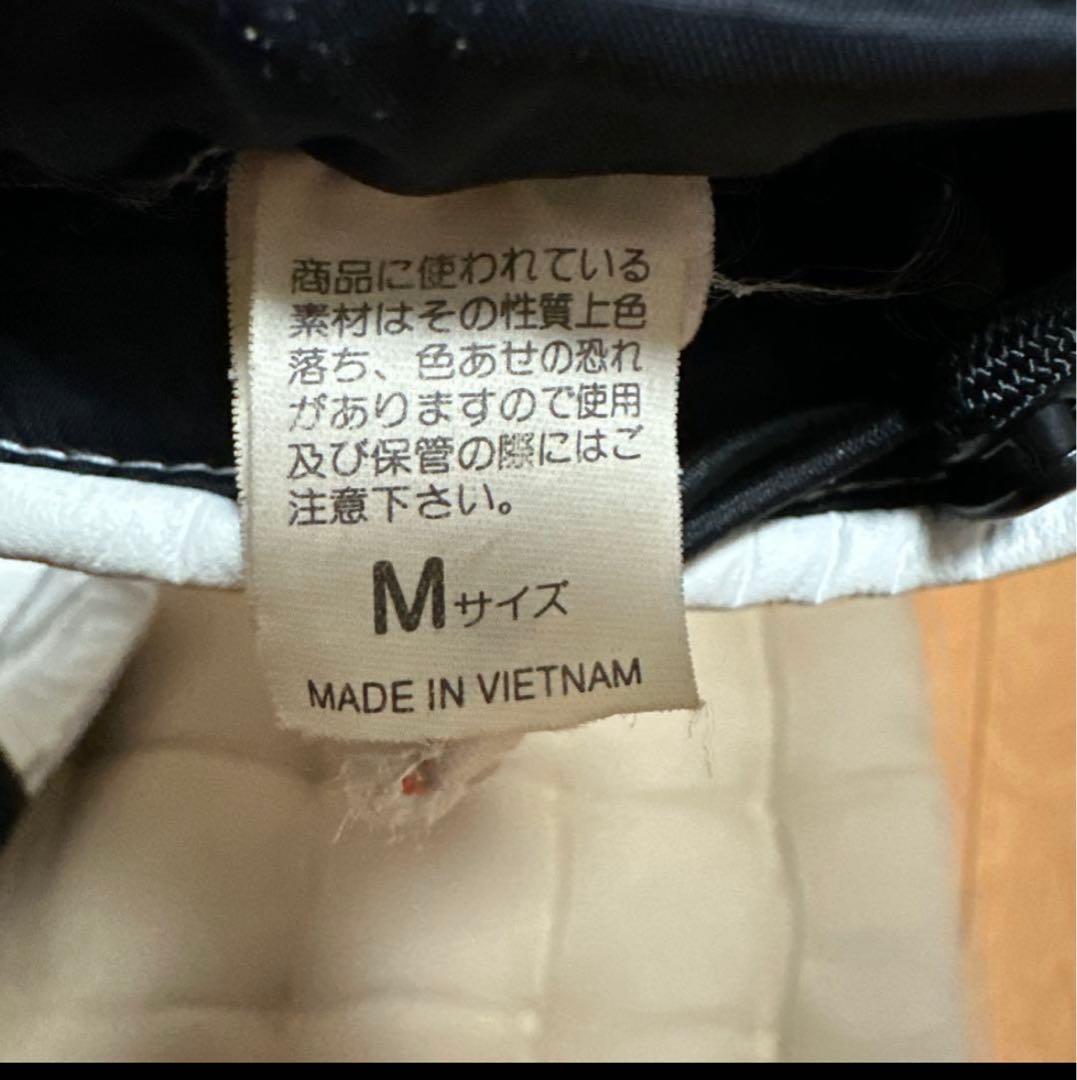 商品に使われている
素材はその性質上色
落ち、色あせの恐れ
がありますので使用
及び保管の際にはご
注意下さい。
Mサイズ
MADE IN VIETNAM